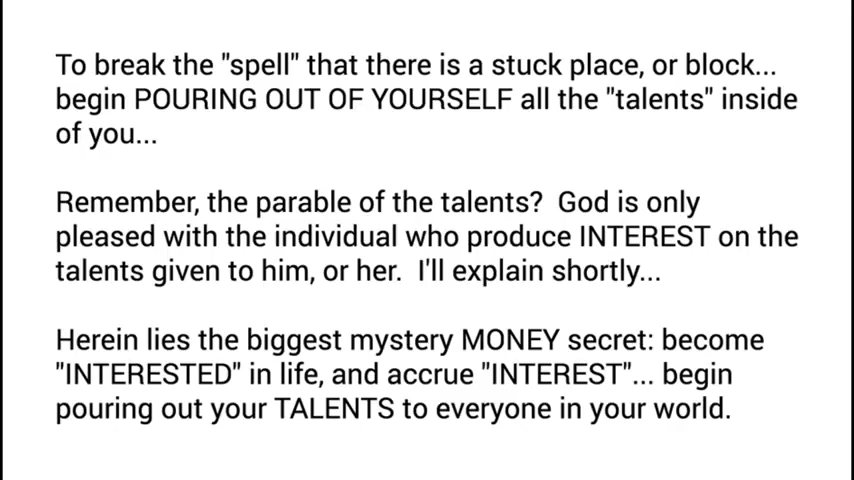 To break the "spell" that there is a stuck place, or block...
begin POURING OUT OF YOURSELF all the "talents" inside
of you...
Remember, the parable of the talents?  God is only
pleased with the individual who produce INTEREST on the
talents given to him, or her.  I'll explain shortly...
Herein lies the biggest mystery MONEY secret: become
"INTERESTED" in life, and accrue "INTEREST"... begin
pouring out your TALENTS to everyone in your world.